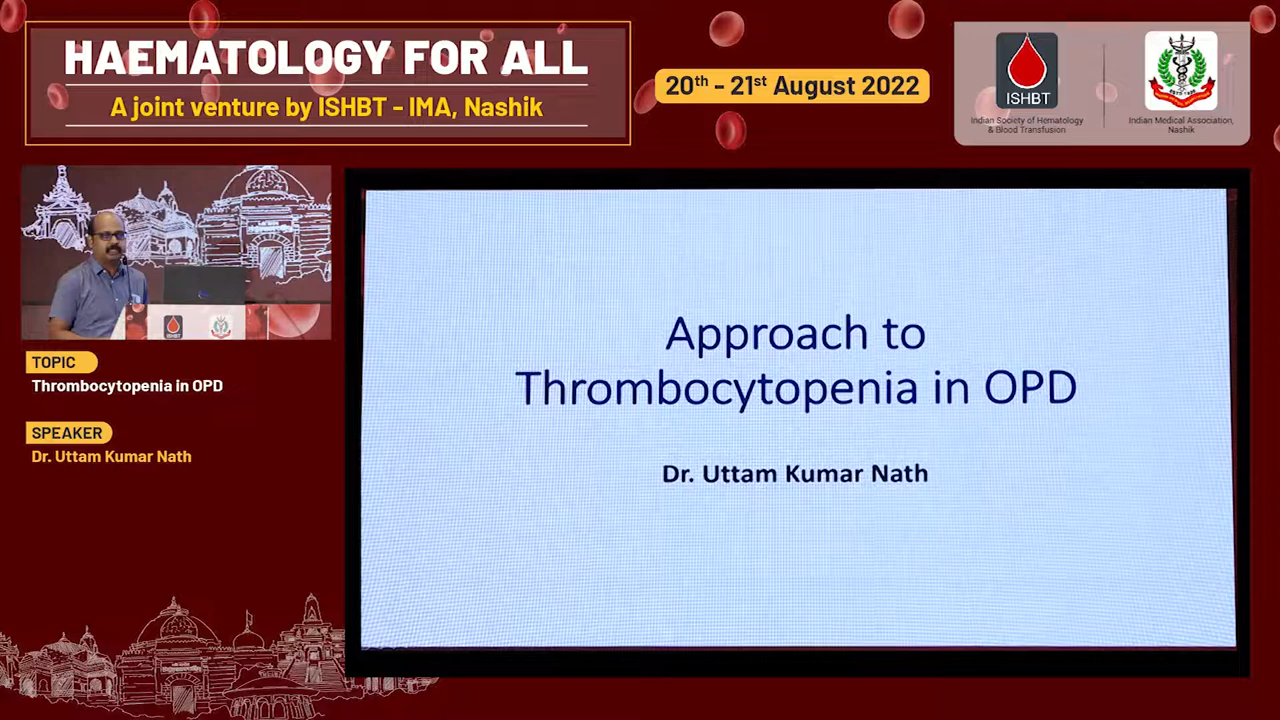 HAEMATOLOGY FOR ALL
A joint venture by ISHBT - IMA, Nashik
20th - 21st August 2022
ISHBT
Indian Society of Hematology
& Blood Transfusion
Indian Medical Association,
Nashik
TOPIC
Thrombocytopenia in OPD
SPEAKER
Dr. Uttam Kumar Nath
Approach to
Thrombocytopenia in OPD
Dr. Uttam Kumar Nath